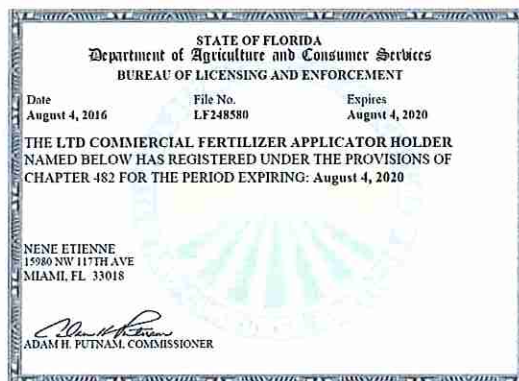 STATE OF FLORIDA
Department of Agriculture and Consumer Services
BUREAU OF LICENSING AND ENFORCEMENT
Date File No. Expires
August 4, 2016 LF248580 August 4, 2020
THE LTD COMMERCIAL FERTILIZER APPLICATOR HOLDER
NAMED BELOW HAS REGISTERED UNDER THE PROVISIONS OF
CHAPTER 482 FOR THE PERIOD EXPIRING: August 4, 2020
NENE ETIENNE
15980 NW 117TH AVE
MIAMI, FL 33018
ADAM H. PUTNAM, COMMISSIONER